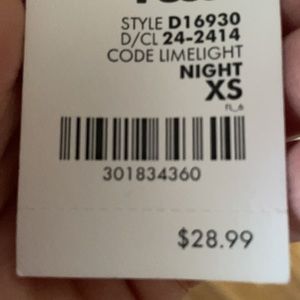 STYLE D16930
D/CL 24-2414
CODE LIMELIGHT
NIGHT
XS
301834360
$28.99